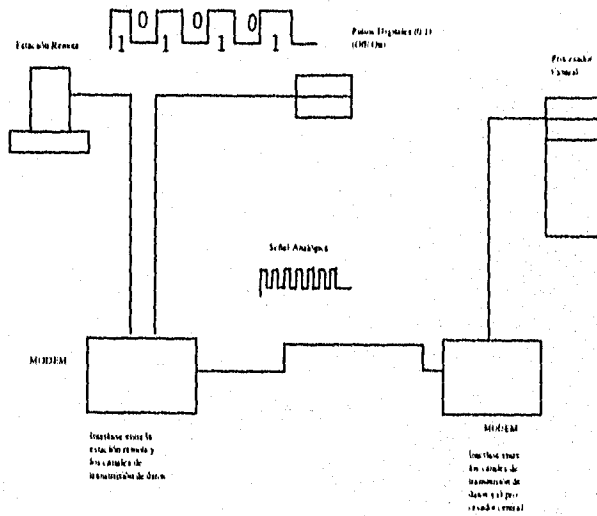 0 0 0
1 1 1 1
Estación Remota
Digitales (0,1)
(Off/On)
Procesador
Central
Señal Analógica
MODEM
Interfase entre la
estación remota y
los canales de
transmisión de datos
MODEM
Interfase entre
los canales de
transmisión de
datos y el pro
cesador central